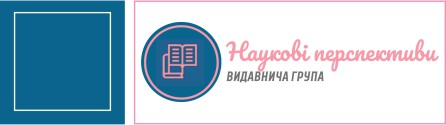 Наукові перспективи
ВИДАВНИЧА ГРУПА